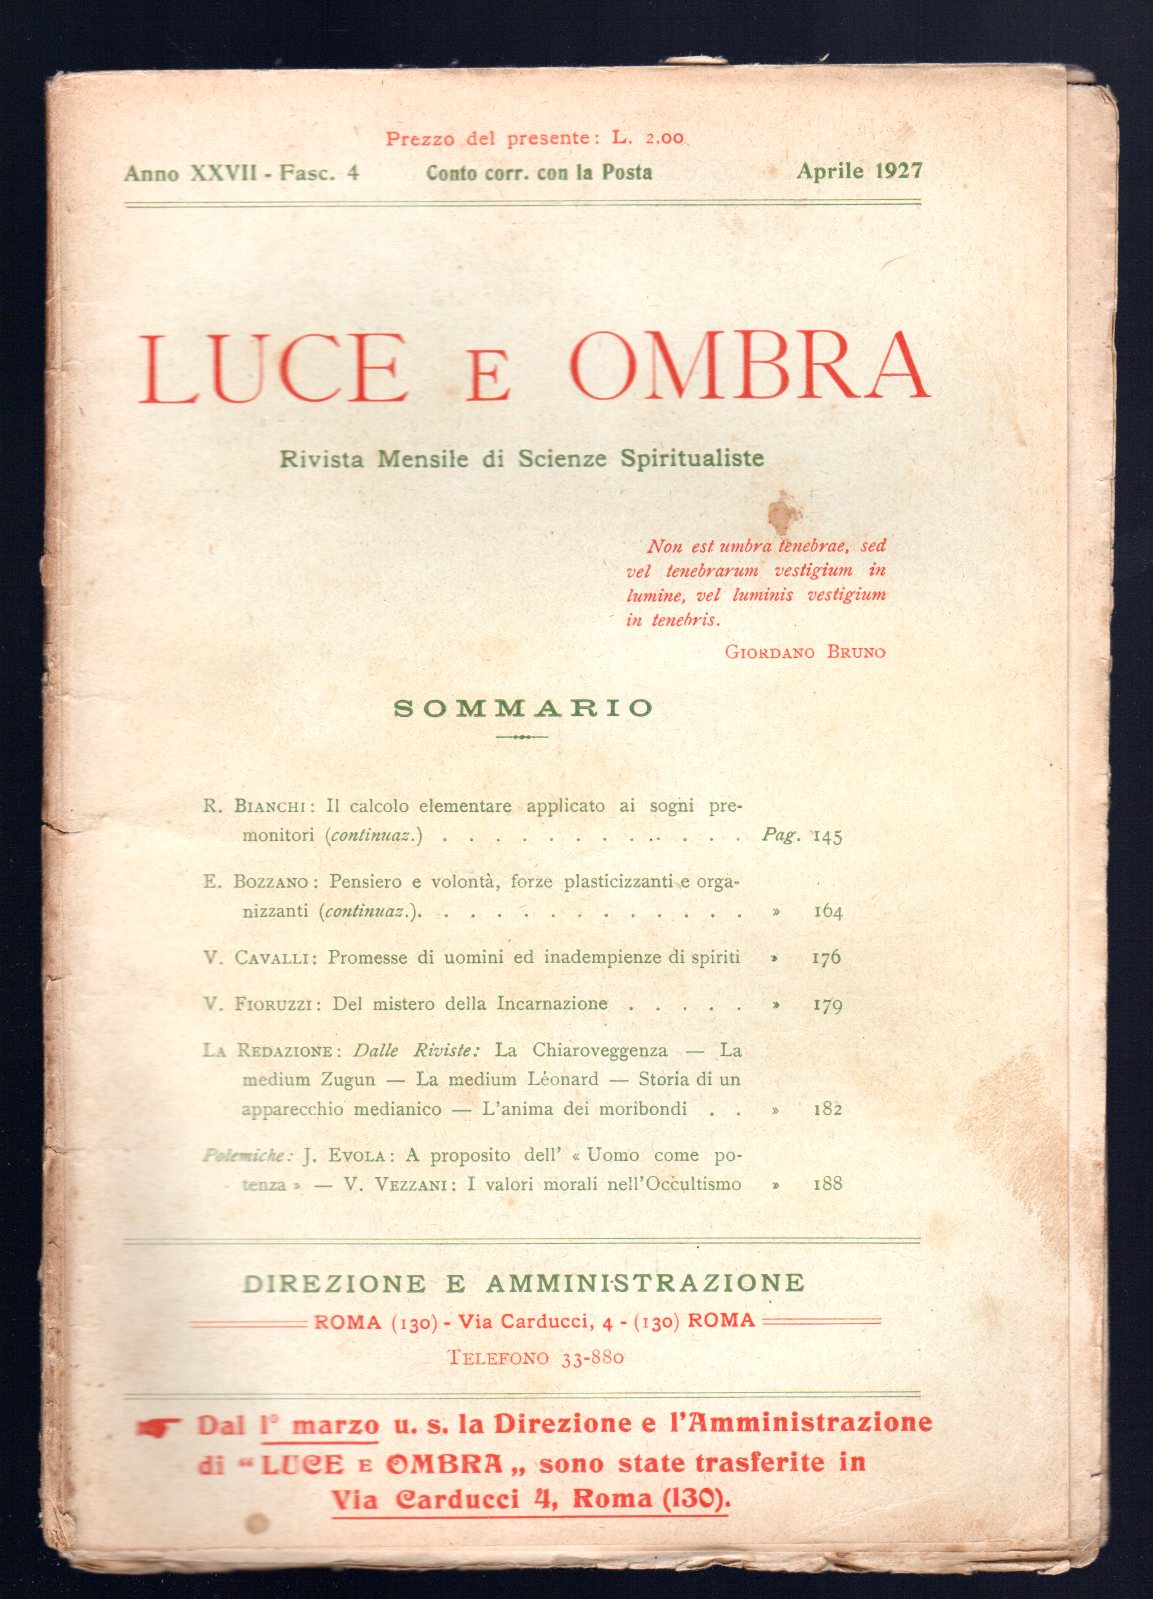 Prezzo del presente: L. 2.00
Anno XXVII - Fasc. 4 Conto corr. con la Posta Aprile 1927
LUCE E OMBRA
Rivista Mensile di Scienze Spiritualiste
Non est umbra tenebrae, sed
vel tenebrarum vestigium in
lumine, vel luminis vestigium
in tenebris.
GIORDANO BRUNO
SOMMARIO
R. BIANCHI: Il calcolo elementare applicato ai sogni pre-
monitori (continuaz.) . . . . . . . . . . . . Pag. 145
E. BOZZANO: Pensiero e volontà, forze plasticizzanti e orga-
nizzanti (continuaz.). . . . . . . . . . . . . » 164
V. CAVALLI: Promesse di uomini ed inadempienze di spiriti » 176
V. FIORUZZI: Del mistero della Incarnazione . . . . . » 179
LA REDAZIONE: Dalle Riviste: La Chiaroveggenza — La
medium Zugun — La medium Léonard — Storia di un
apparecchio medianico — L'anima dei moribondi . . » 182
Polemiche: J. EVOLA: A proposito dell' « Uomo come po-
tenza » — V. VEZZANI: I valori morali nell'Occultismo » 188
DIREZIONE E AMMINISTRAZIONE
ROMA (130) - Via Carducci, 4 - (130) ROMA
TELEFONO 33-880
Dal 1° marzo u. s. la Direzione e l'Amministrazione
di “ LUCE E OMBRA „ sono state trasferite in
Via Carducci 4, Roma (130).